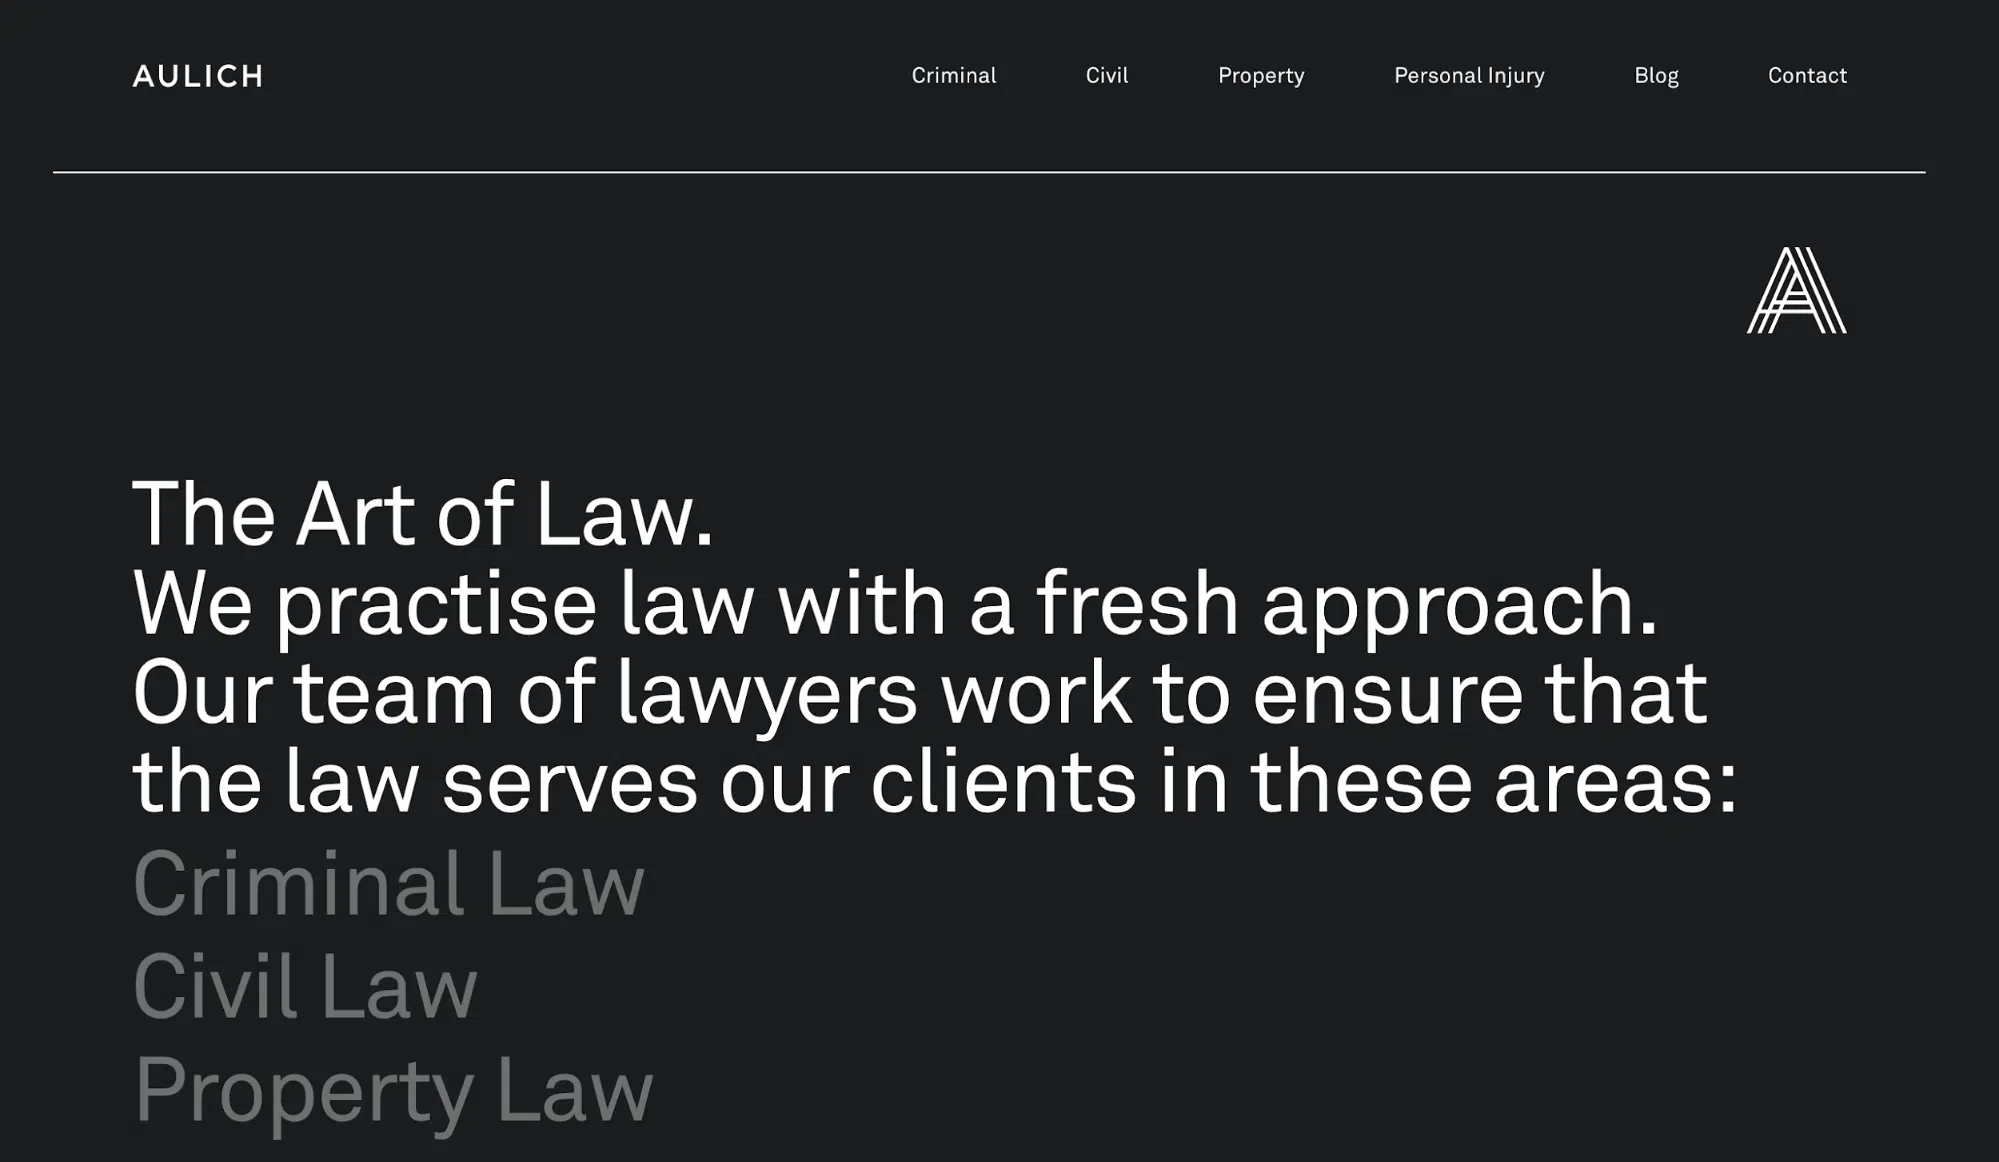 AULICH
Criminal
Civil
Property
Personal Injury
Blog
Contact
A
The Art of Law.
We practise law with a fresh approach.
Our team of lawyers work to ensure that
the law serves our clients in these areas:
Criminal Law
Civil Law
Property Law